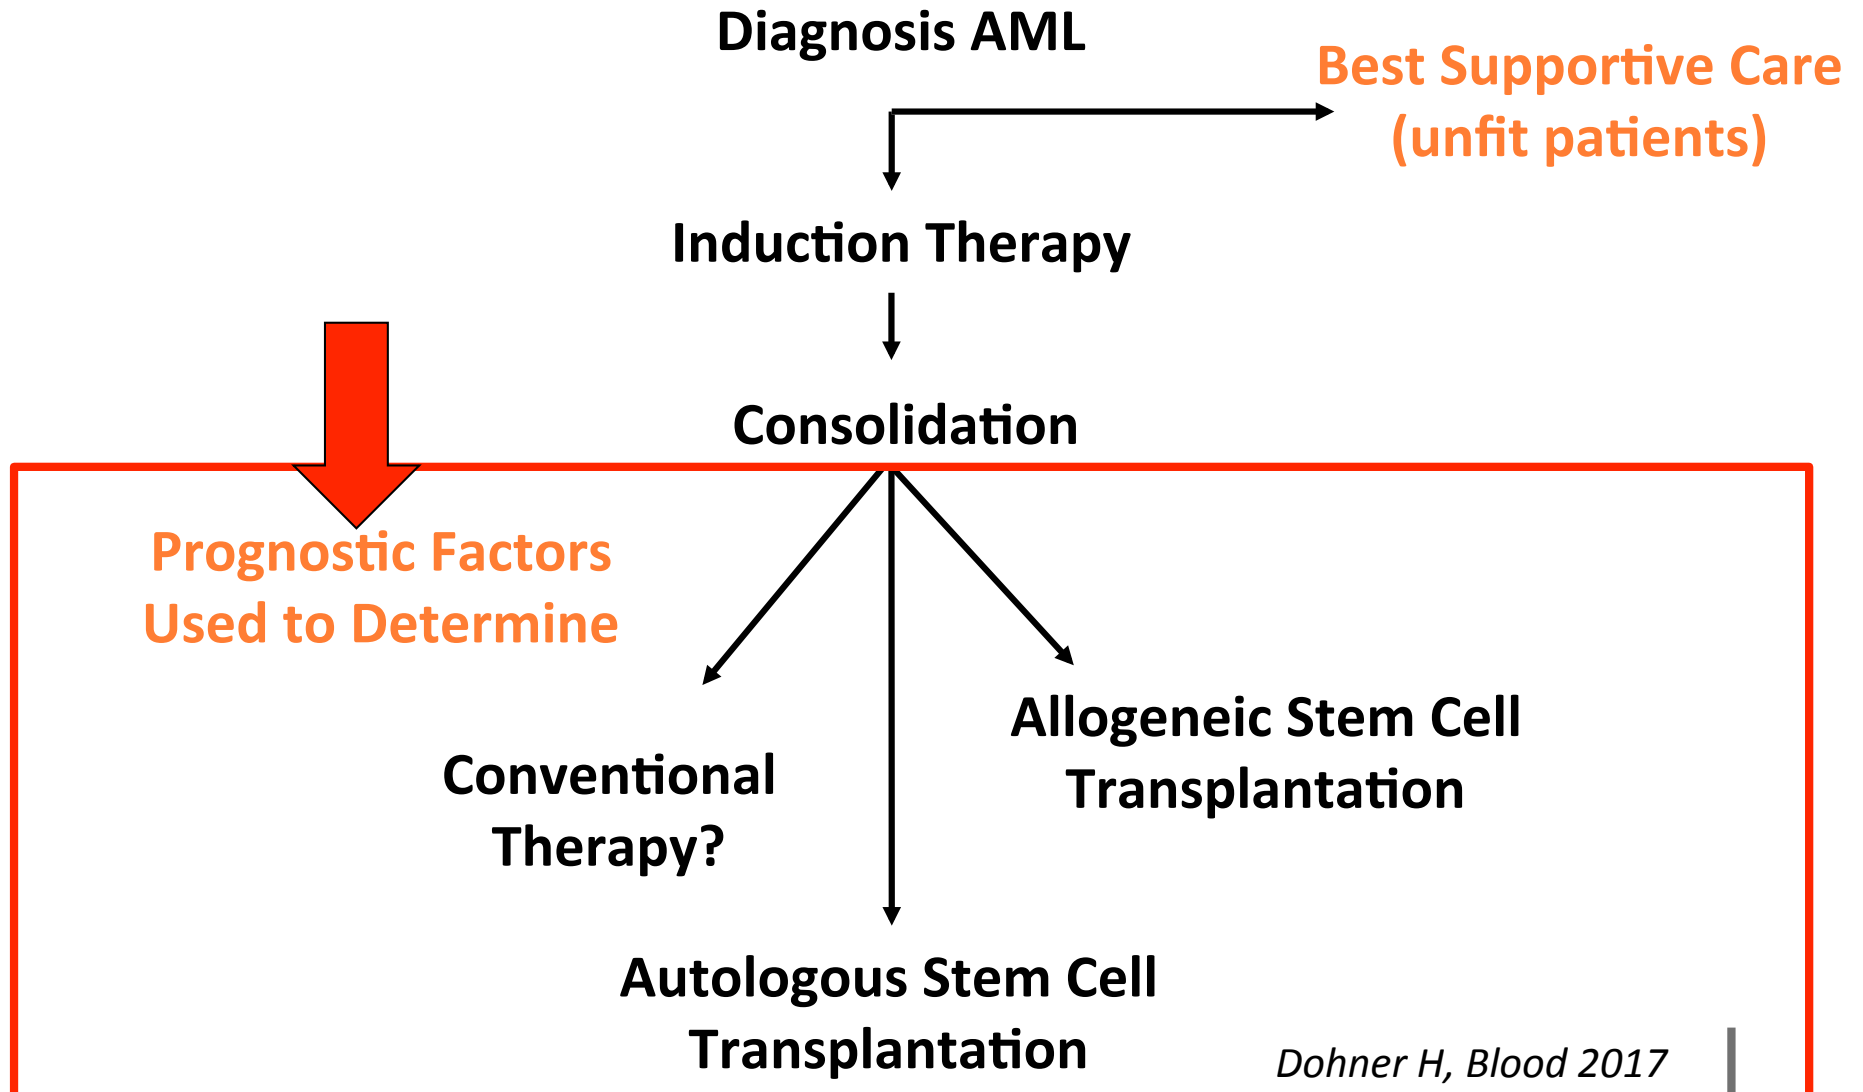 Diagnosis AML
Best Supportive Care
(unfit patients)
Induction Therapy
Consolidation
Prognostic Factors
Used to Determine
Allogeneic Stem Cell
Transplantation
Conventional
Therapy?
Autologous Stem Cell
Transplantation
Dohner H, Blood 2017